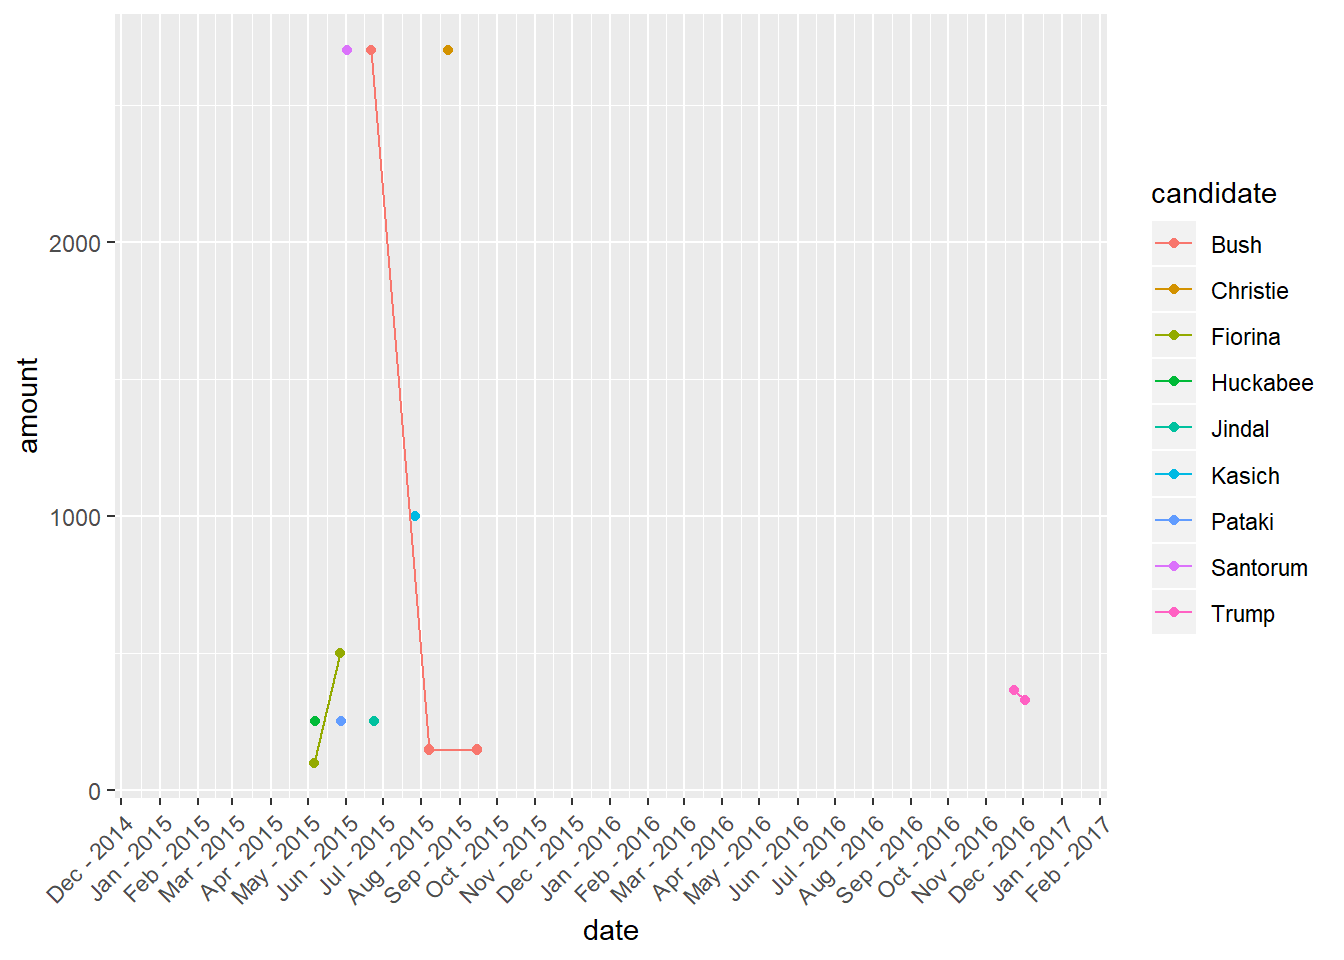 candidate
Bush
Christie
Fiorina
Huckabee
Jindal
Kasich
Pataki
Santorum
Trump
amount
2000
1000
0
Dec - 2014
Jan - 2015
Feb - 2015
Mar - 2015
Apr - 2015
May - 2015
Jun - 2015
Jul - 2015
Aug - 2015
Sep - 2015
Oct - 2015
Nov - 2015
Dec - 2015
Jan - 2016
Feb - 2016
Mar - 2016
Apr - 2016
May - 2016
Jun - 2016
Jul - 2016
Aug - 2016
Sep - 2016
Oct - 2016
Nov - 2016
Dec - 2016
Jan - 2017
Feb - 2017
date